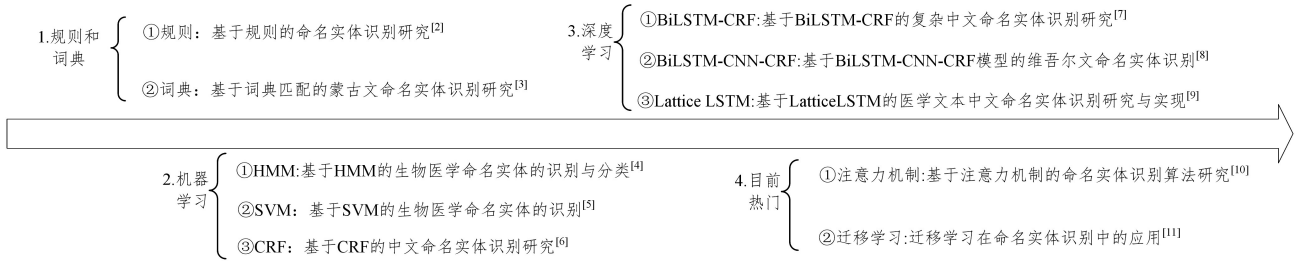 1.规则和
词典
①规则：基于规则的命名实体识别研究[2]
②词典：基于词典匹配的蒙古文命名实体识别研究[3]
3.深度
学习
①BiLSTM-CRF:基于BiLSTM-CRF的复杂中文命名实体识别研究[7]
②BiLSTM-CNN-CRF:基于BiLSTM-CNN-CRF模型的维吾尔文命名实体识别[8]
③Lattice LSTM:基于LatticeLSTM的医学文本中文命名实体识别研究与实现[9]
2.机器
学习
①HMM:基于HMM的生物医学命名实体的识别与分类[4]
②SVM：基于SVM的生物医学命名实体的识别[5]
③CRF：基于CRF的中文命名实体识别研究[6]
4.目前
热门
①注意力机制:基于注意力机制的命名实体识别算法研究[10]
②迁移学习:迁移学习在命名实体识别中的应用[11]